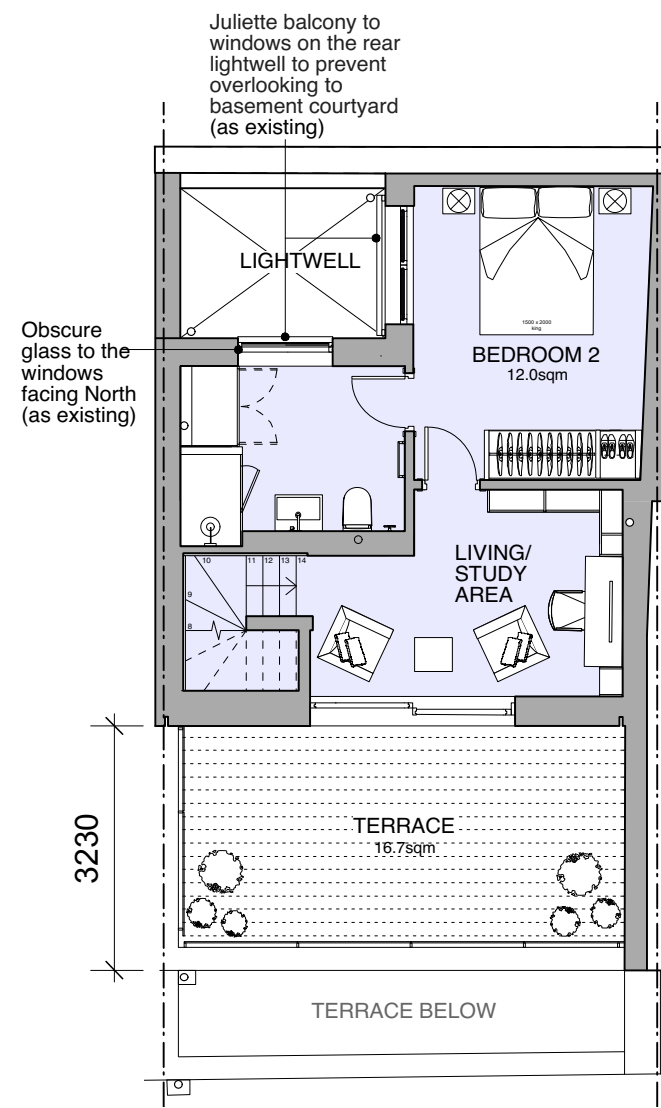 Juliette balcony to
windows on the rear
lightwell to prevent
overlooking to
basement courtyard
(as existing)
LIGHTWELL
1500 x 2000
king
Obscure
glass to the
windows
facing North
(as existing)
BEDROOM 2
12.0sqm
LIVING/
STUDY
AREA
10
11 12 13 14
9
8
3230
TERRACE
16.7sqm
TERRACE BELOW